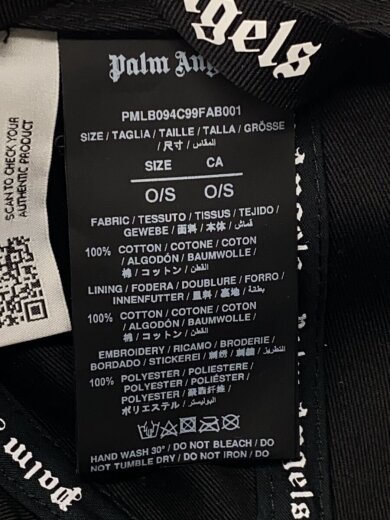 ngels
Palm Ang
PMLB094C99FAB001
SIZE / TAGLIA / TAILLE / TALLA / GRÖSSE
/ 尺寸 / المقاس
SIZE CA
O/S O/S
FABRIC / TESSUTO / TISSUS / TEJIDO /
GEWEBE / 面料 / 本体 / قماش
100% COTTON / COTONE / COTON
/ ALGODÓN / BAUMWOLLE /
棉 / コットン / القطن
LINING / FODERA / DOUBLURE / FORRO /
INNENFUTTER / 里料 / 裏地 / بطانة
100% COTTON / COTONE / COTON
/ ALGODÓN / BAUMWOLLE /
棉 / コットン / القطن
EMBROIDERY / RICAMO / BRODERIE /
BORDADO / STICKEREI / 刺绣 / 刺繍 / التطريز
100% POLYESTER / POLIESTERE /
POLYESTER / POLIÉSTER /
POLYESTER / 聚酯纤维 /
ポリエステル / البوليستر
HAND WASH 30° / DO NOT BLEACH / DO
NOT TUMBLE DRY / DO NOT IRON / DO
SCAN TO CHECK YOUR
AUTHENTIC PRODUCT
palm
ngels